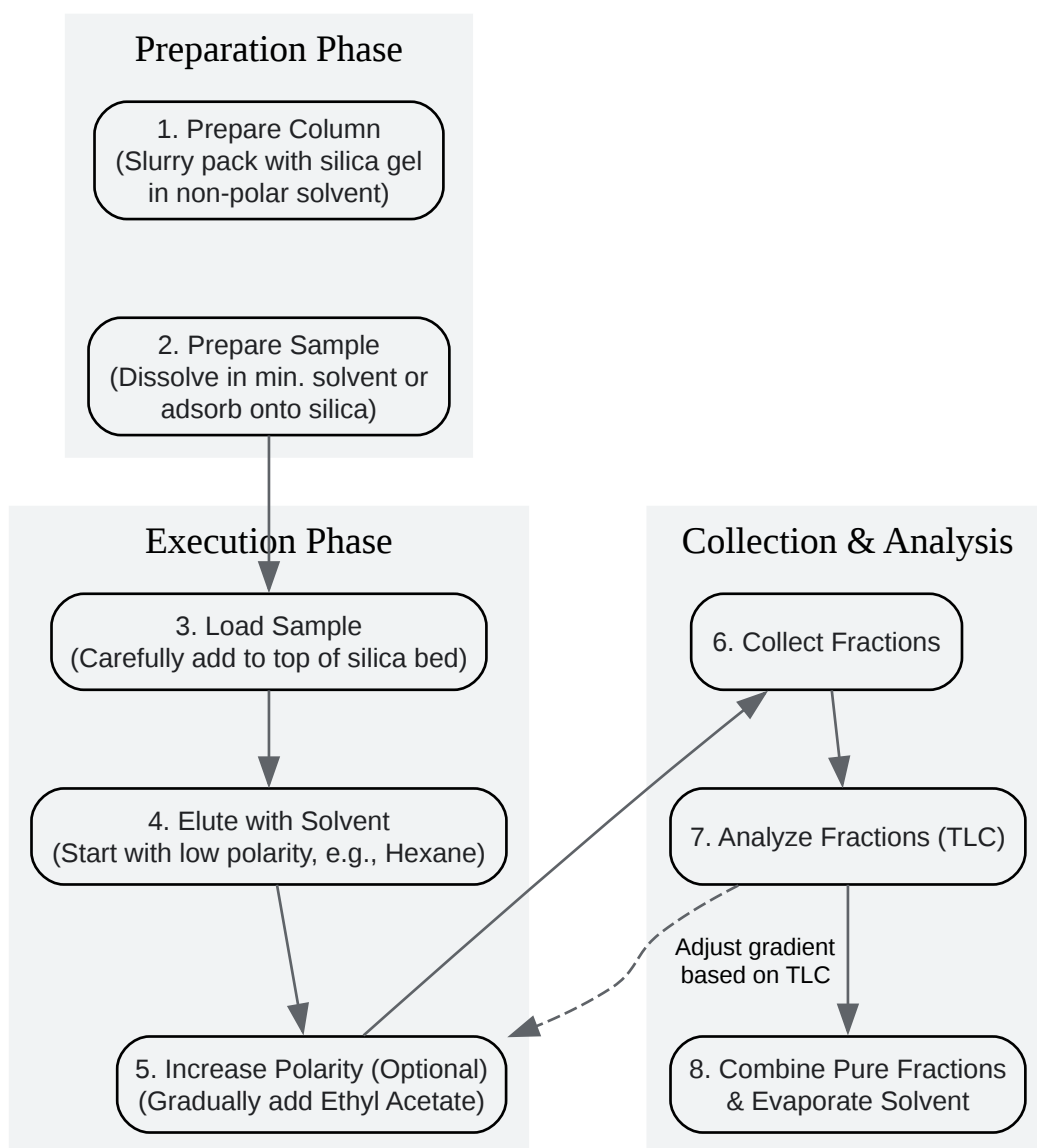 Preparation Phase
1. Prepare Column
(Slurry pack with silica gel
in non-polar solvent)
2. Prepare Sample
(Dissolve in min. solvent or
adsorb onto silica)
Execution Phase
3. Load Sample
(Carefully add to top of silica bed)
4. Elute with Solvent
(Start with low polarity, e.g., Hexane)
5. Increase Polarity (Optional)
(Gradually add Ethyl Acetate)
Collection & Analysis
6. Collect Fractions
7. Analyze Fractions (TLC)
Adjust gradient
based on TLC
8. Combine Pure Fractions
& Evaporate Solvent